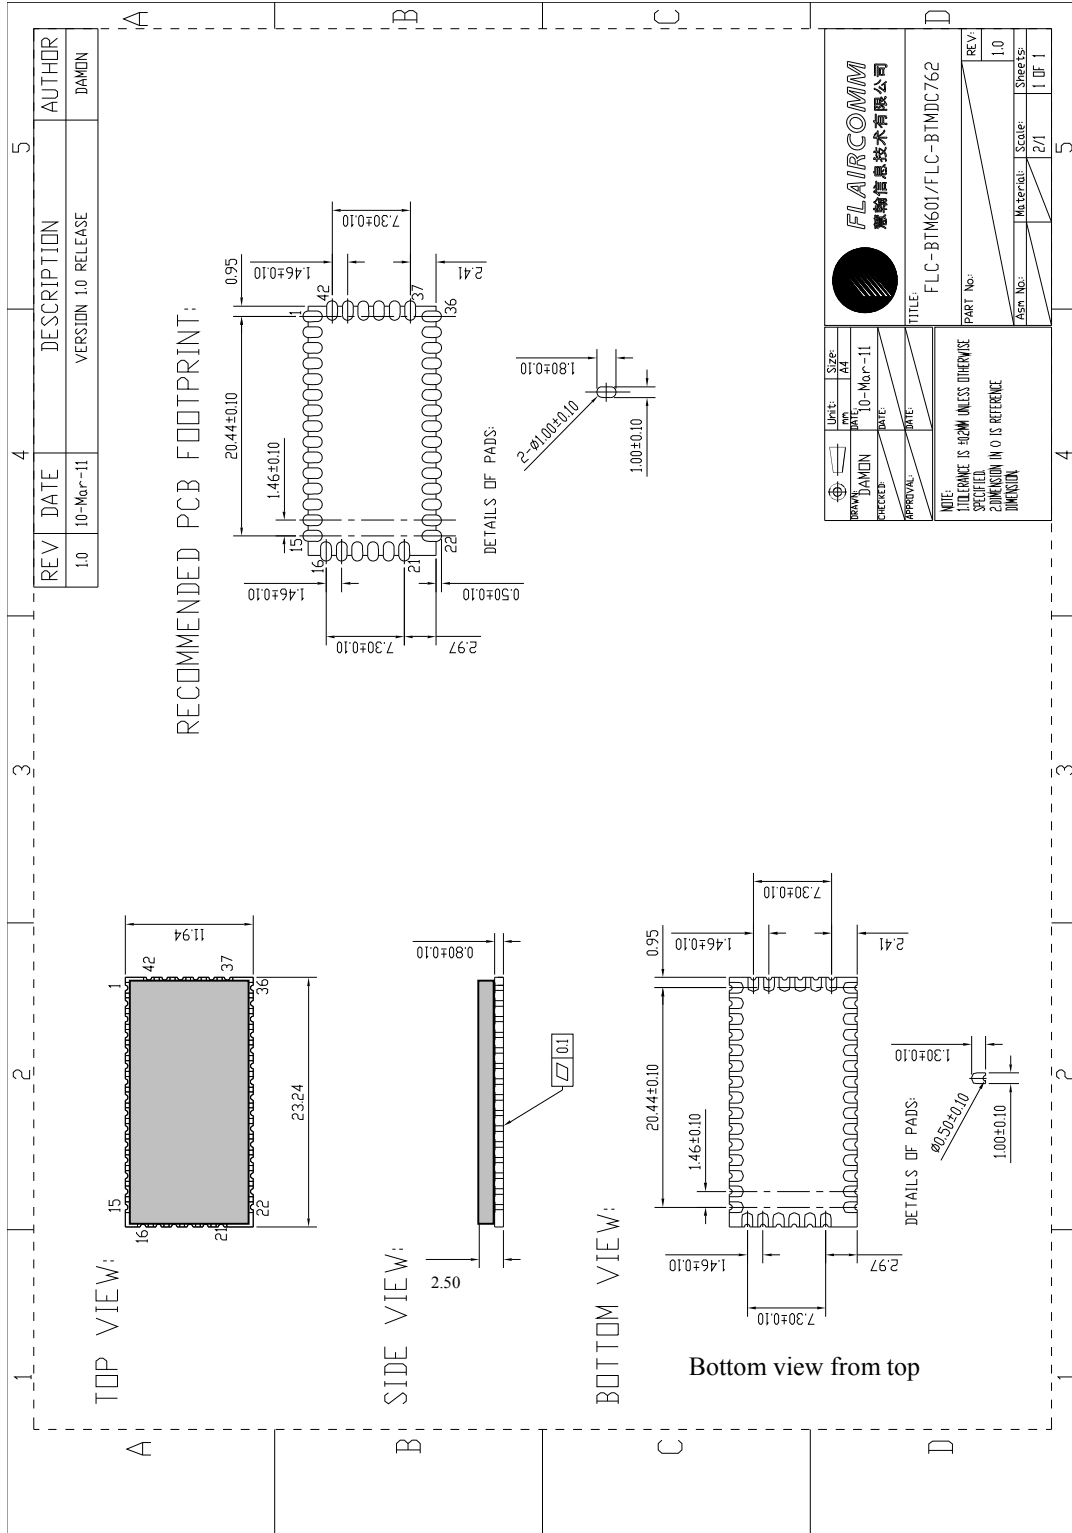 A
B
C
D
5
4
3
2
1
REV
DATE
DESCRIPTION
AUTHOR
1.0
10-Mar-11
VERSION 1.0 RELEASE
DAMON
RECOMMENDED PCB FOOTPRINT:
0.95
1.46±0.10
7.30±0.10
42
37
1
36
2.41
20.44±0.10
1.46±0.10
15
16
21
22
1.46±0.10
0.50±0.10
7.30±0.10
2.97
DETAILS OF PADS:
2-Ø1.00±0.10
1.80±0.10
1.00±0.10
FLAIRCOMM
慧翰信息技术有限公司
TITLE:
FLC-BTM601/FLC-BTMDC762
PART No.:
REV:
1.0
Asm No.:
Material:
Scale:
2/1
Sheets:
1 OF 1
Unit:
mm
Size:
A4
DRAWN:
DAMON
DATE:
10-Mar-11
CHECKED:
DATE:
APPROVAL:
DATE:
NOTE:
1.TOLERANCE IS ±0.2MM UNLESS OTHERWISE
SPECIFIED.
2.DIMENSION IN () IS REFERENCE
DIMENSION.
TOP VIEW:
11.94
42
37
1
36
15
16
21
22
23.24
SIDE VIEW:
0.80±0.10
0.1
2.50
BOTTOM VIEW:
0.95
1.46±0.10
7.30±0.10
2.41
20.44±0.10
1.46±0.10
1.46±0.10
7.30±0.10
2.97
DETAILS OF PADS:
Ø0.50±0.10
1.30±0.10
1.00±0.10
Bottom view from top
5
4
3
2
1
A
B
C
D